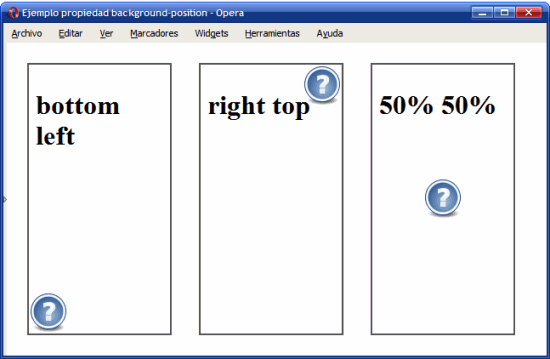 Ejemplo propiedad background-position - Opera
Archivo Editar Ver Marcadores Widgets Herramientas Ayuda
bottom
left
right top
50% 50%
?
?
?